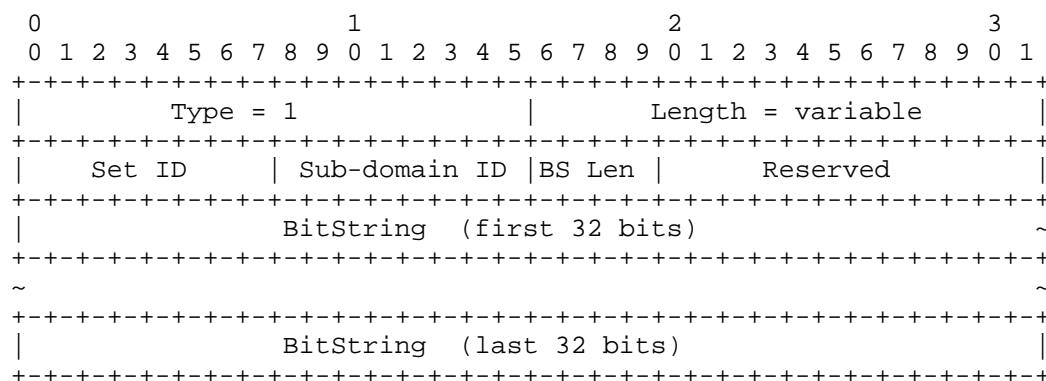 0                   1                   2                   3
 0 1 2 3 4 5 6 7 8 9 0 1 2 3 4 5 6 7 8 9 0 1 2 3 4 5 6 7 8 9 0 1
+-+-+-+-+-+-+-+-+-+-+-+-+-+-+-+-+-+-+-+-+-+-+-+-+-+-+-+-+-+-+-+-+
|         Type = 1              |       Length = variable       |
+-+-+-+-+-+-+-+-+-+-+-+-+-+-+-+-+-+-+-+-+-+-+-+-+-+-+-+-+-+-+-+-+
|    Set ID     | Sub-domain ID |BS Len |      Reserved         |
+-+-+-+-+-+-+-+-+-+-+-+-+-+-+-+-+-+-+-+-+-+-+-+-+-+-+-+-+-+-+-+-+
|                BitString  (first 32 bits)                     ~
+-+-+-+-+-+-+-+-+-+-+-+-+-+-+-+-+-+-+-+-+-+-+-+-+-+-+-+-+-+-+-+-+
~                                                               ~
+-+-+-+-+-+-+-+-+-+-+-+-+-+-+-+-+-+-+-+-+-+-+-+-+-+-+-+-+-+-+-+-+
|                BitString  (last 32 bits)                      |
+-+-+-+-+-+-+-+-+-+-+-+-+-+-+-+-+-+-+-+-+-+-+-+-+-+-+-+-+-+-+-+-+